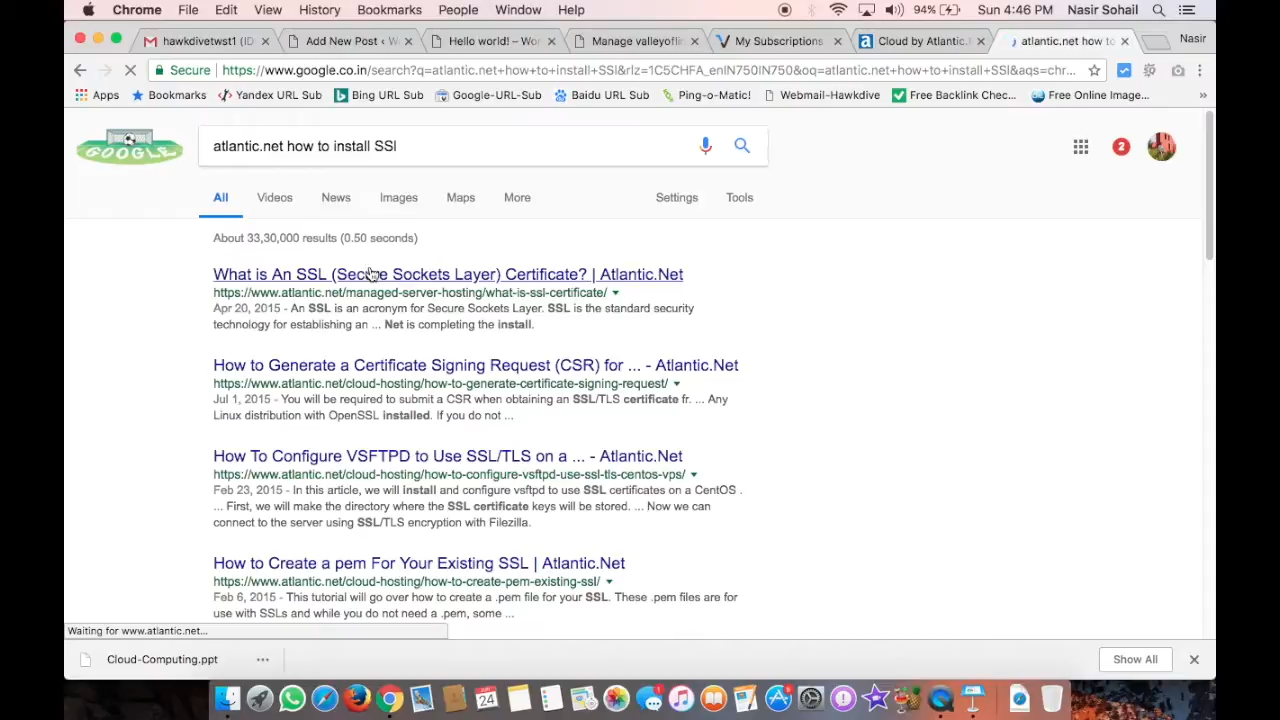 Chrome File Edit View History Bookmarks People Window Help 94% Sun 4:46 PM Nasir Sohail
hawkdivetwst1 (ID Add New Post ‹ W Hello world! – Wor Manage valleyoflin My Subscriptions Cloud by Atlantic.N atlantic.net how to Nasir
Secure https://www.google.co.in/search?q=atlantic.net+how+to+install+SSl&rlz=1C5CHFA_enIN750IN750&oq=atlantic.net+how+to+install+SSl&aqs=chr...
Apps Bookmarks Yandex URL Sub Bing URL Sub Google-URL-Sub Baidu URL Sub Ping-o-Matic! Webmail-Hawkdive Free Backlink Chec... Free Online Image... »
GOOGLE
atlantic.net how to install SSl
2
All Videos News Images Maps More Settings Tools
About 33,30,000 results (0.50 seconds)
What is An SSL (Secure Sockets Layer) Certificate? | Atlantic.Net
https://www.atlantic.net/managed-server-hosting/what-is-ssl-certificate/
Apr 20, 2015 - An SSL is an acronym for Secure Sockets Layer. SSL is the standard security
technology for establishing an ... Net is completing the install.
How to Generate a Certificate Signing Request (CSR) for ... - Atlantic.Net
https://www.atlantic.net/cloud-hosting/how-to-generate-certificate-signing-request/
Jul 1, 2015 - You will be required to submit a CSR when obtaining an SSL/TLS certificate fr. ... Any
Linux distribution with OpenSSL installed. If you do not ...
How To Configure VSFTPD to Use SSL/TLS on a ... - Atlantic.Net
https://www.atlantic.net/cloud-hosting/how-to-configure-vsftpd-use-ssl-tls-centos-vps/
Feb 23, 2015 - In this article, we will install and configure vsftpd to use SSL certificates on a CentOS .
... First, we will make the directory where the SSL certificate keys will be stored. ... Now we can
connect to the server using SSL/TLS encryption with Filezilla.
How to Create a pem For Your Existing SSL | Atlantic.Net
https://www.atlantic.net/cloud-hosting/how-to-create-pem-existing-ssl/
Feb 6, 2015 - This tutorial will go over how to create a .pem file for your SSL. These .pem files are for
use with SSLs and while you do not need a .pem, some ...
Waiting for www.atlantic.net...
Cloud-Computing.ppt ... Show All
24